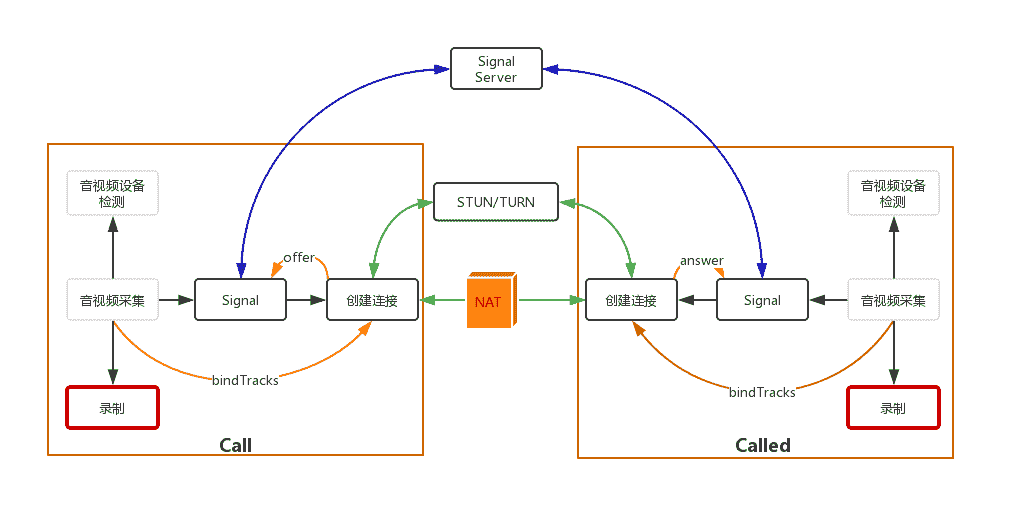 Signal
Server
音视频设备
检测
STUN/TURN
音视频设备
检测
offer
answer
音视频采集
Signal
创建连接
NAT
创建连接
Signal
音视频采集
bindTracks
bindTracks
录制
录制
Call
Called